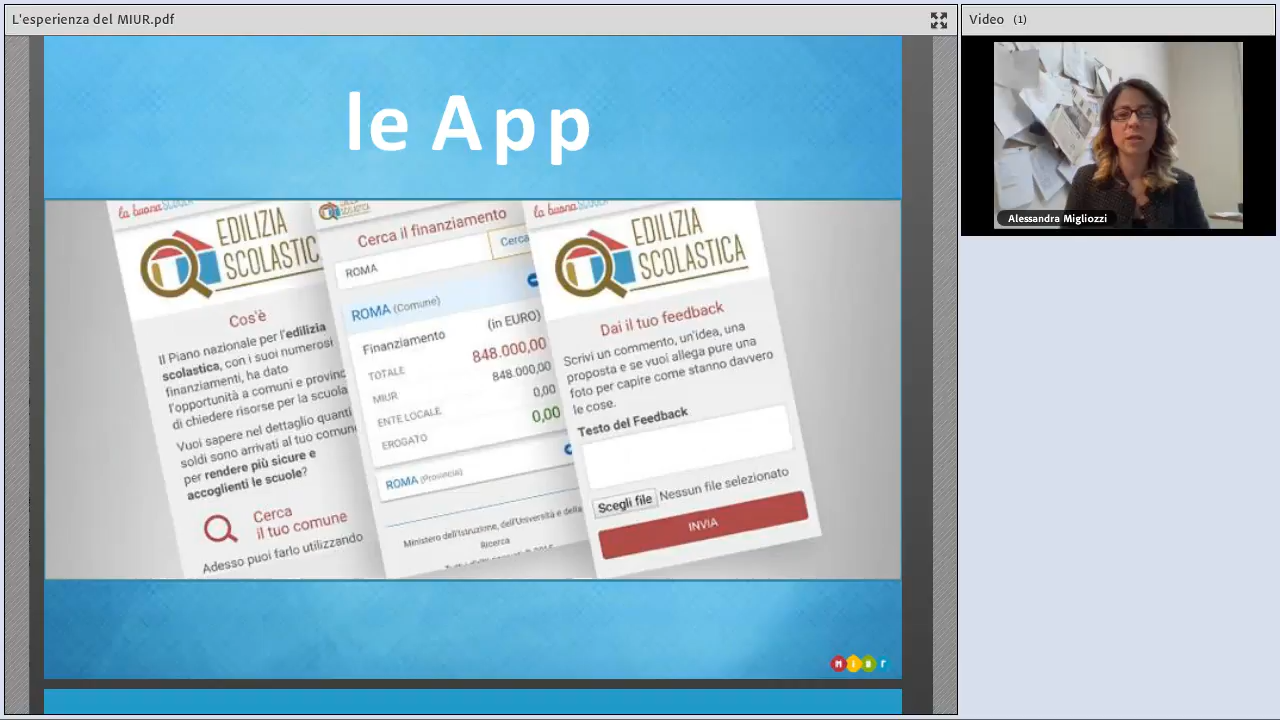 L'esperienza del MIUR.pdf
Video (1)
Alessandra Migliozzi
le App
la buona SCUOLA
EDILIZIA
SCOLASTIC
Cos'è
Il Piano nazionale per l'edilizia
scolastica, con i suoi numerosi
finanziamenti, ha dato
l'opportunità a comuni e provinc
di chiedere risorse per la scuola
Vuoi sapere nel dettaglio quanti
soldi sono arrivati al tuo comun
per rendere più sicure e
accoglienti le scuole?
Cerca
il tuo comune
Adesso puoi farlo utilizzando
SCOLASTICA
Cerca il finanziamento
ROMA
Cerca
ROMA (Comune)
Finanziamento (in EURO)
TOTALE 848.000,00
MIUR 848.000,00
ENTE LOCALE 0,00
EROGATO 0,00
ROMA (Provincia)
Ministero dell'Istruzione, dell'Università e della
Ricerca
la buona SCUOLA
EDILIZIA
SCOLASTICA
Dai il tuo feedback
Scrivi un commento, un'idea, una
proposta e se vuoi allega pure una
foto per capire come stanno davvero
le cose.
Testo del Feedback
Scegli file Nessun file selezionato
INVIA
MIUR